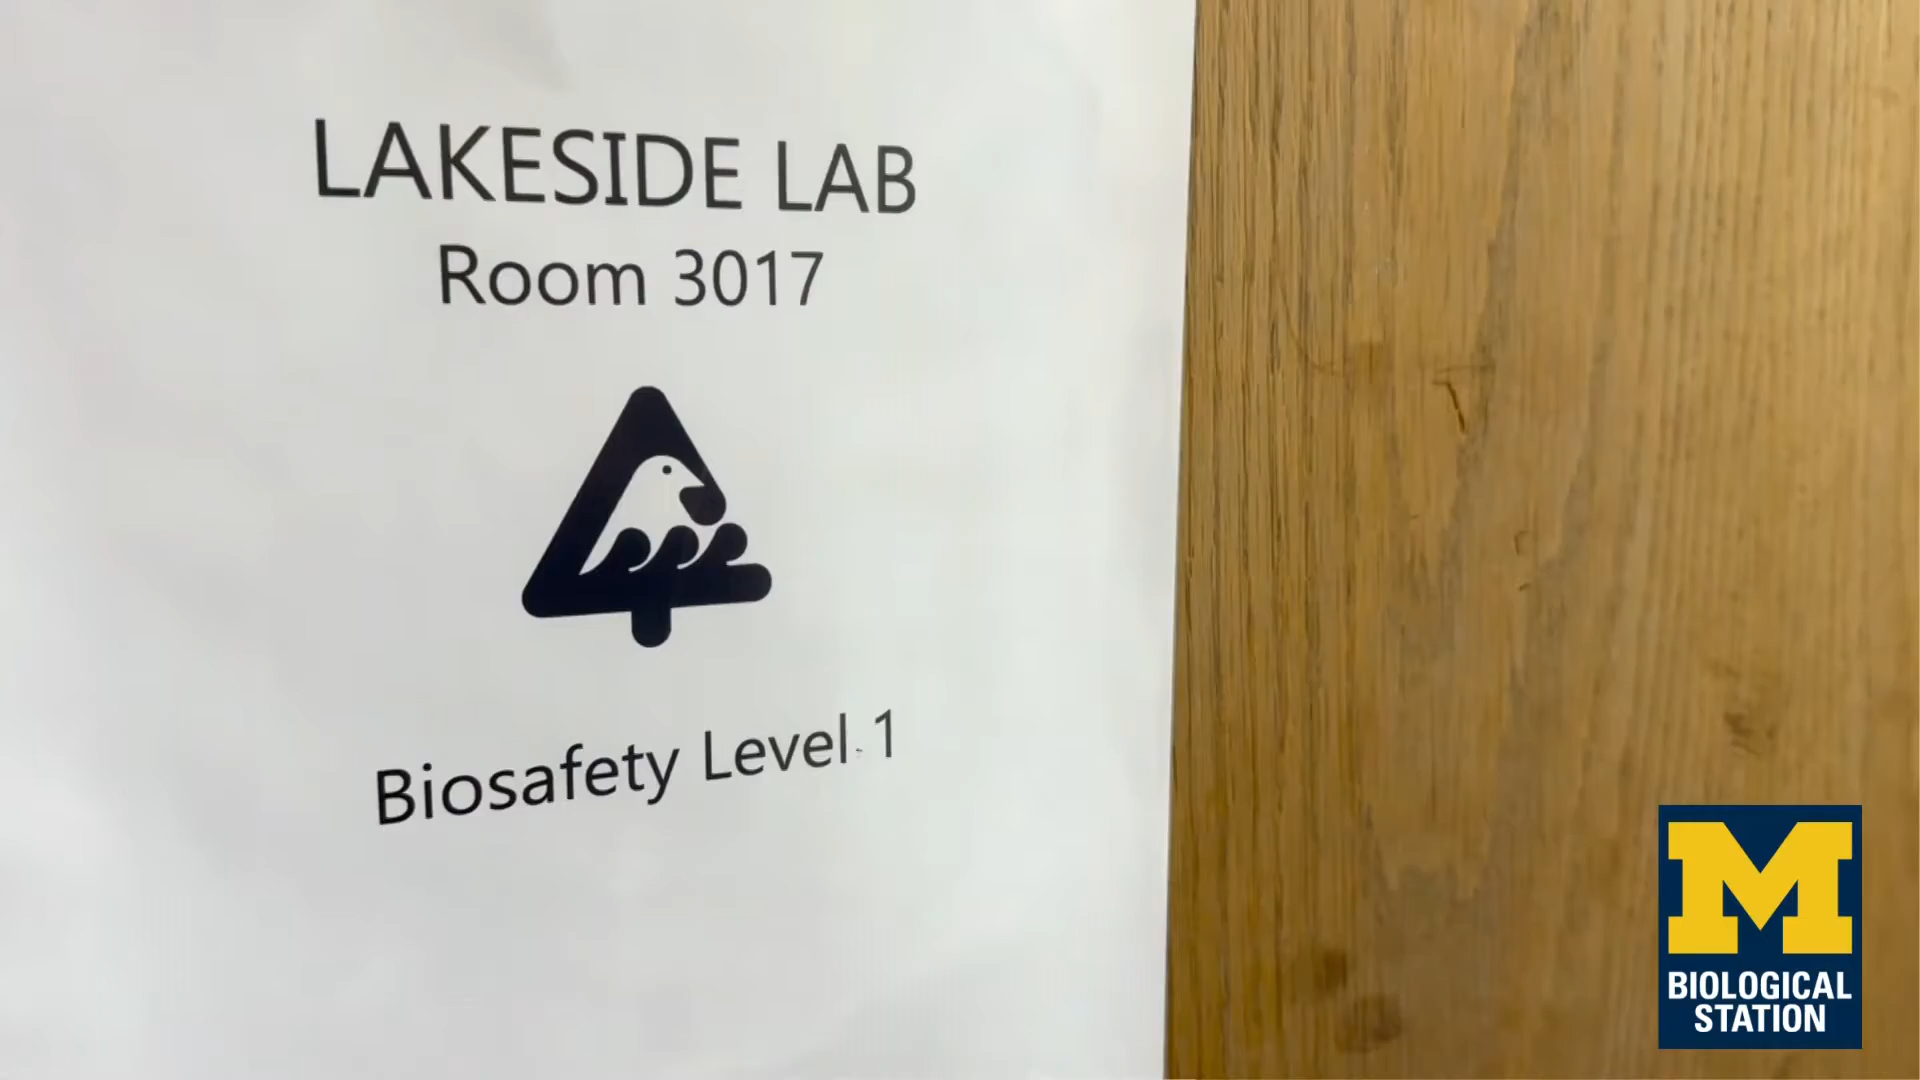 LAKESIDE LAB
Room 3017
Biosafety Level 1
M
BIOLOGICAL
STATION